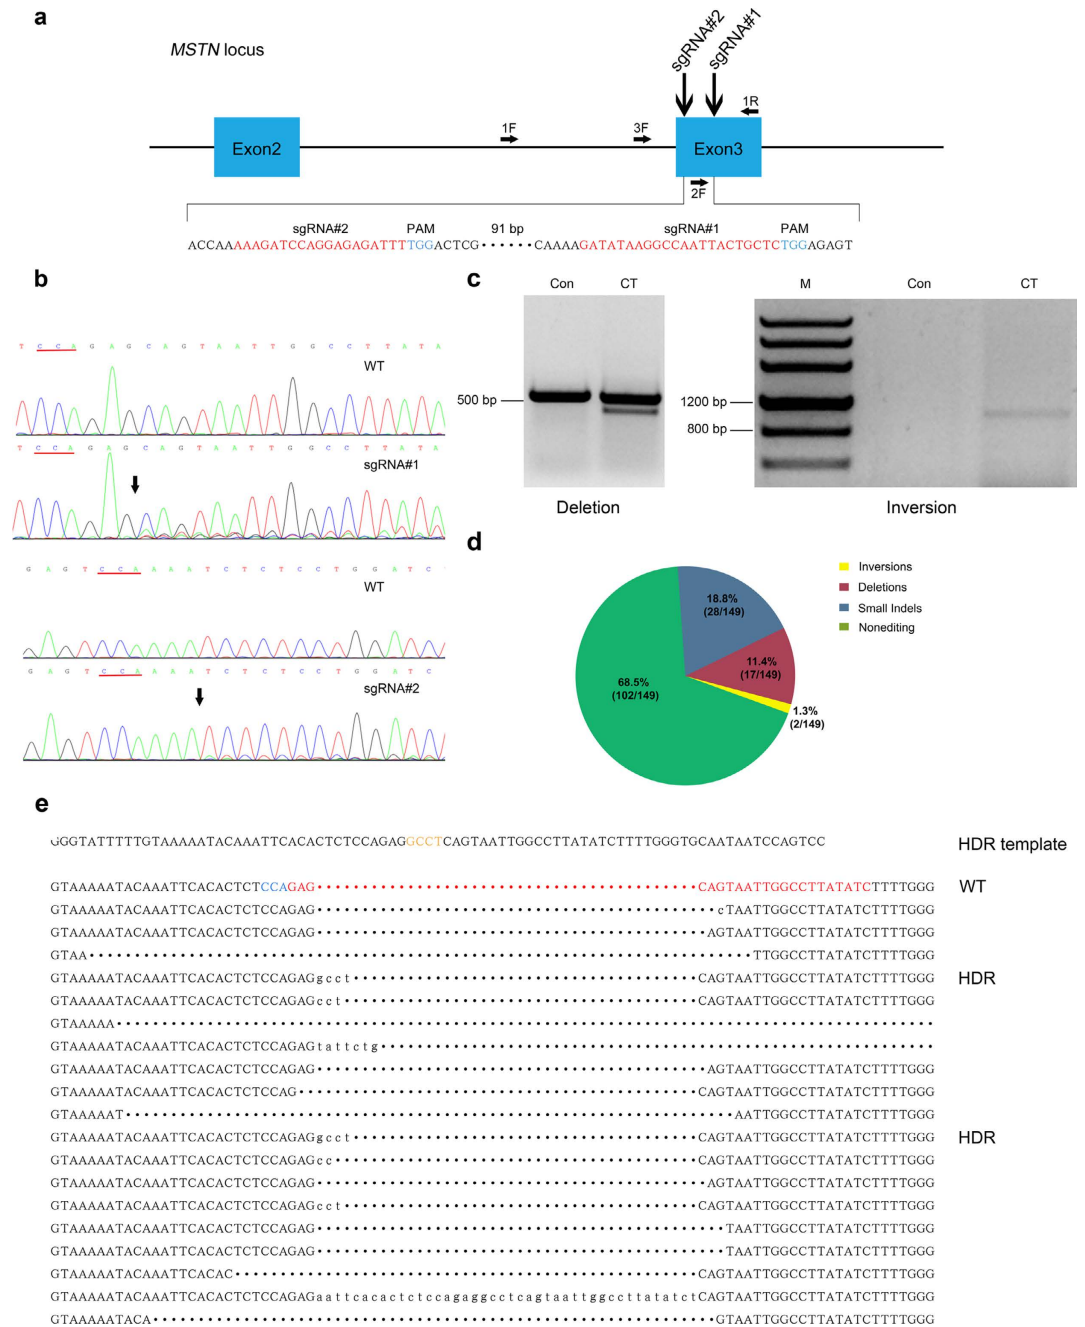 a
MSTN locus
sgRNA#2
sgRNA#1
1F
3F
1R
Exon2
Exon3
2F
sgRNA#2 PAM 91 bp sgRNA#1 PAM
ACCAAAAAGATCCAGGAGAGATTTTGGACTCG······CAAAAGATATAAGGCCAATTACTGCTCTGGAGAGT
b
T C C A G A G C A G T A A T T G G C C T T A T A
WT
T C C A G A G C A G T A A T T G G C C T T A T A
sgRNA#1
G A G T C C A A A A T C T C T C C T G G A T C
WT
G A G T C C A A A A T C T C T C C T G G A T C
sgRNA#2
c
Con CT
500 bp
Deletion
M Con CT
1200 bp
800 bp
Inversion
d
Inversions
Deletions
Small Indels
Nonediting
18.8%
(28/149)
11.4%
(17/149)
68.5%
(102/149)
1.3%
(2/149)
e
GGGTATTTTTGTAAAAATACAAATTCACACTCTCCAGAGGCCTCAGTAATTGGCCTTATATCTTTTGGGTGCAATAATCCAGTCC HDR template
GTAAAAATACAAATTCACACTCTCCAGAG······CAGTAATTGGCCTTATATCTTTTGGG WT
GTAAAAATACAAATTCACACTCTCCAGAG······cTAATTGGCCTTATATCTTTTGGG
GTAAAAATACAAATTCACACTCTCCAGAG······AGTAATTGGCCTTATATCTTTTGGG
GTAA······TTGGCCTTATATCTTTTGGG
GTAAAAATACAAATTCACACTCTCCAGAGgcct······CAGTAATTGGCCTTATATCTTTTGGG HDR
GTAAAAATACAAATTCACACTCTCCAGAGcct······CAGTAATTGGCCTTATATCTTTTGGG
GTAAAAA······
GTAAAAATACAAATTCACACTCTCCAGAGtattctg······
GTAAAAATACAAATTCACACTCTCCAGAG······AGTAATTGGCCTTATATCTTTTGGG
GTAAAAATACAAATTCACACTCTCCAG······CAGTAATTGGCCTTATATCTTTTGGG
GTAAAAAT······AATTGGCCTTATATCTTTTGGG
GTAAAAATACAAATTCACACTCTCCAGAGgcct······CAGTAATTGGCCTTATATCTTTTGGG HDR
GTAAAAATACAAATTCACACTCTCCAGAGcc······CAGTAATTGGCCTTATATCTTTTGGG
GTAAAAATACAAATTCACACTCTCCAGAG······AGTAATTGGCCTTATATCTTTTGGG
GTAAAAATACAAATTCACACTCTCCAGAGcct······CAGTAATTGGCCTTATATCTTTTGGG
GTAAAAATACAAATTCACACTCTCCAGAG······TAATTGGCCTTATATCTTTTGGG
GTAAAAATACAAATTCACACTCTCCAGAG······TAATTGGCCTTATATCTTTTGGG
GTAAAAATACAAATTCACAC······CAGTAATTGGCCTTATATCTTTTGGG
GTAAAAATACAAATTCACACTCTCCAGAGaattcacactctccagaggcctcagtaattggccttatatctCAGTAATTGGCCTTATATCTTTTGGG
GTAAAAATACA······GTAATTGGCCTTATATCTTTTGGG